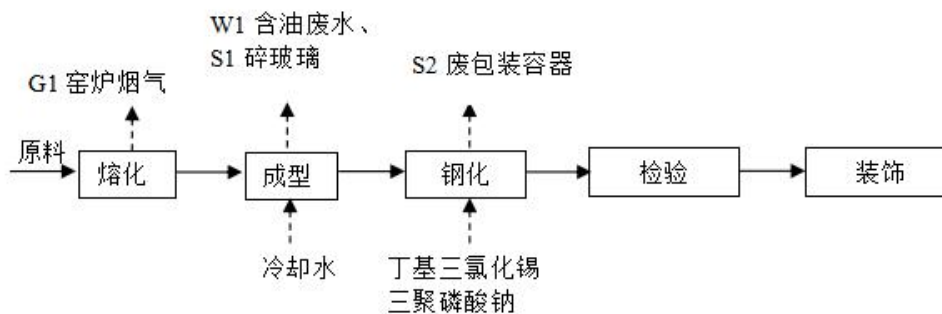 W1 含油废水、
S1 碎玻璃
S2 废包装容器
G1 窑炉烟气
原料
熔化
成型
钢化
检验
装饰
冷却水
丁基三氯化锡
三聚磷酸钠